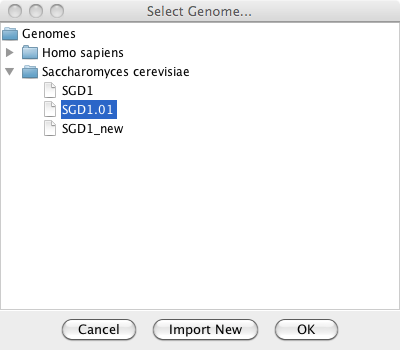 Select Genome...
Genomes
Homo sapiens
Saccharomyces cerevisiae
SGD1
SGD1.01
SGD1_new
Cancel Import New OK